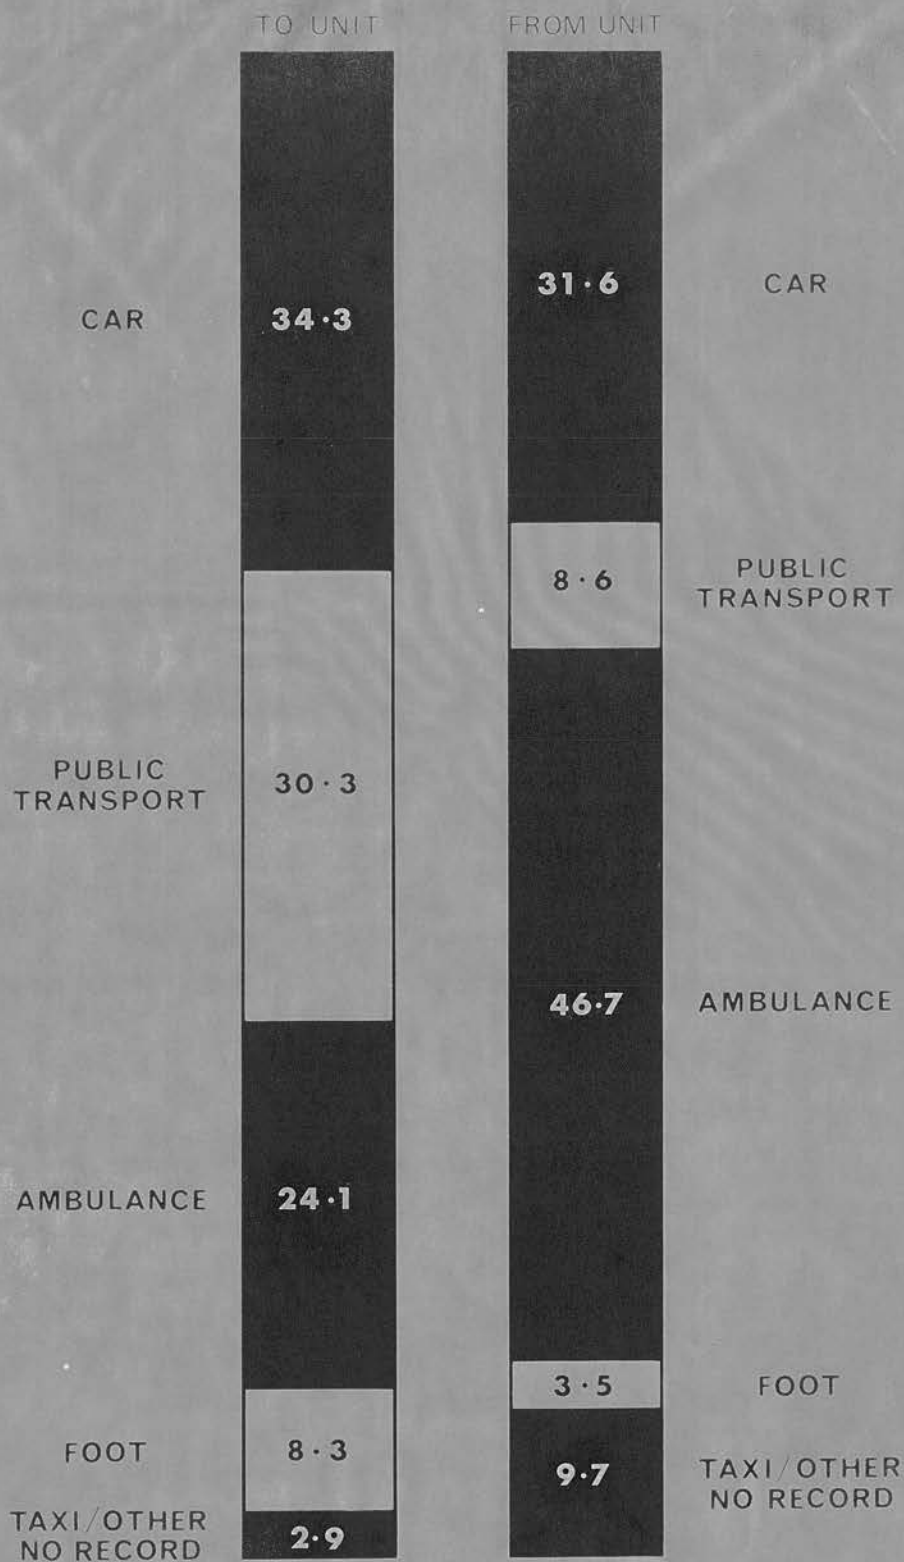 TO UNIT
FROM UNIT
CAR
34·3
31·6
CAR
8·6
PUBLIC
TRANSPORT
PUBLIC
TRANSPORT
30·3
46·7
AMBULANCE
AMBULANCE
24·1
3·5
FOOT
FOOT
8·3
9·7
TAXI/OTHER
NO RECORD
TAXI/OTHER
NO RECORD
2·9